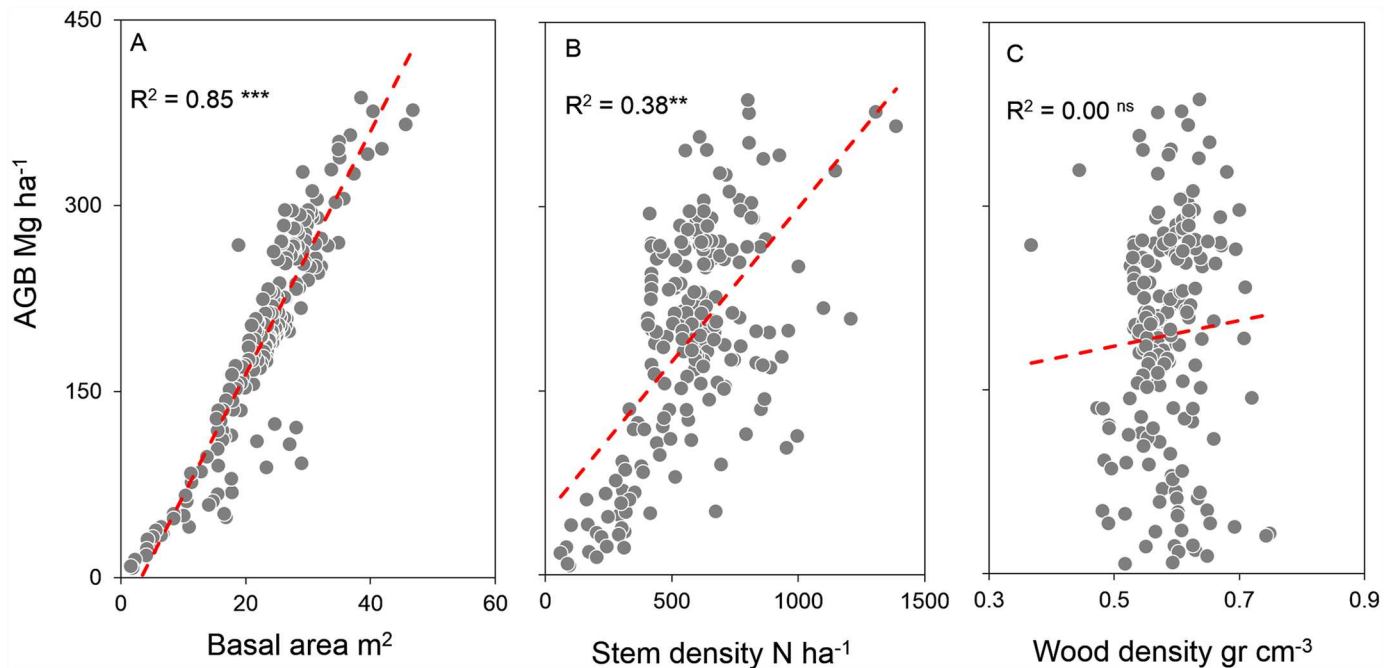 450
300
150
0
AGB Mg ha⁻¹
A
R² = 0.85 ***
0 20 40 60
Basal area m²
B
R² = 0.38**
0 500 1000 1500
Stem density N ha⁻¹
C
R² = 0.00 ⁿˢ
0.3 0.5 0.7 0.9
Wood density gr cm⁻³